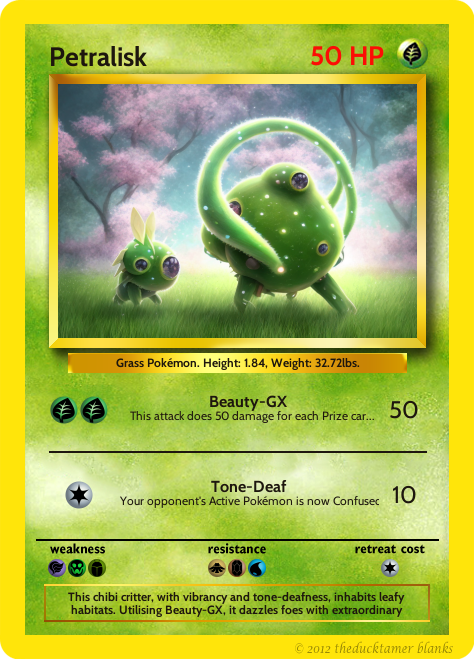 Petralisk 50 HP
Grass Pokémon. Height: 1.84, Weight: 32.72lbs.
Beauty-GX
This attack does 50 damage for each Prize car... 50
Tone-Deaf
Your opponent's Active Pokémon is now Confused 10
weakness resistance retreat cost
This chibi critter, with vibrancy and tone-deafness, inhabits leafy
habitats. Utilising Beauty-GX, it dazzles foes with extraordinary
© 2012 theducktamer blanks